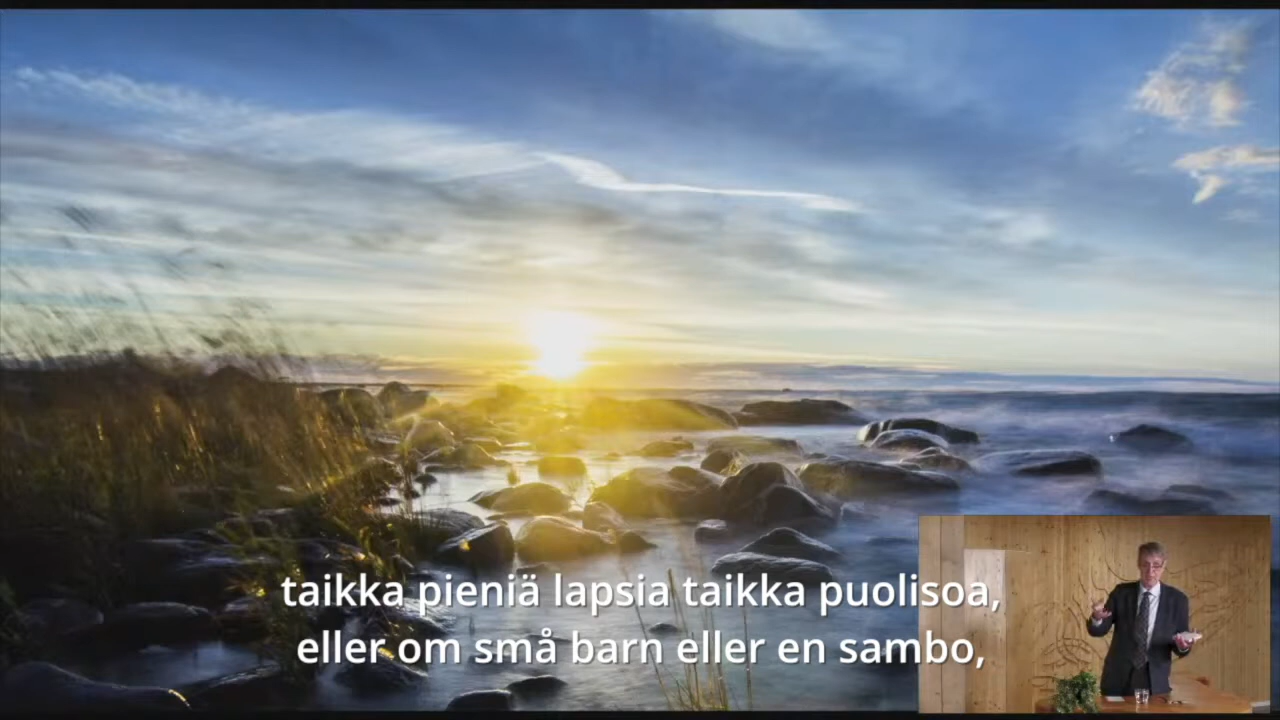 taikka pieniä lapsia taikka puolisoa,
eller om små barn eller en sambo,